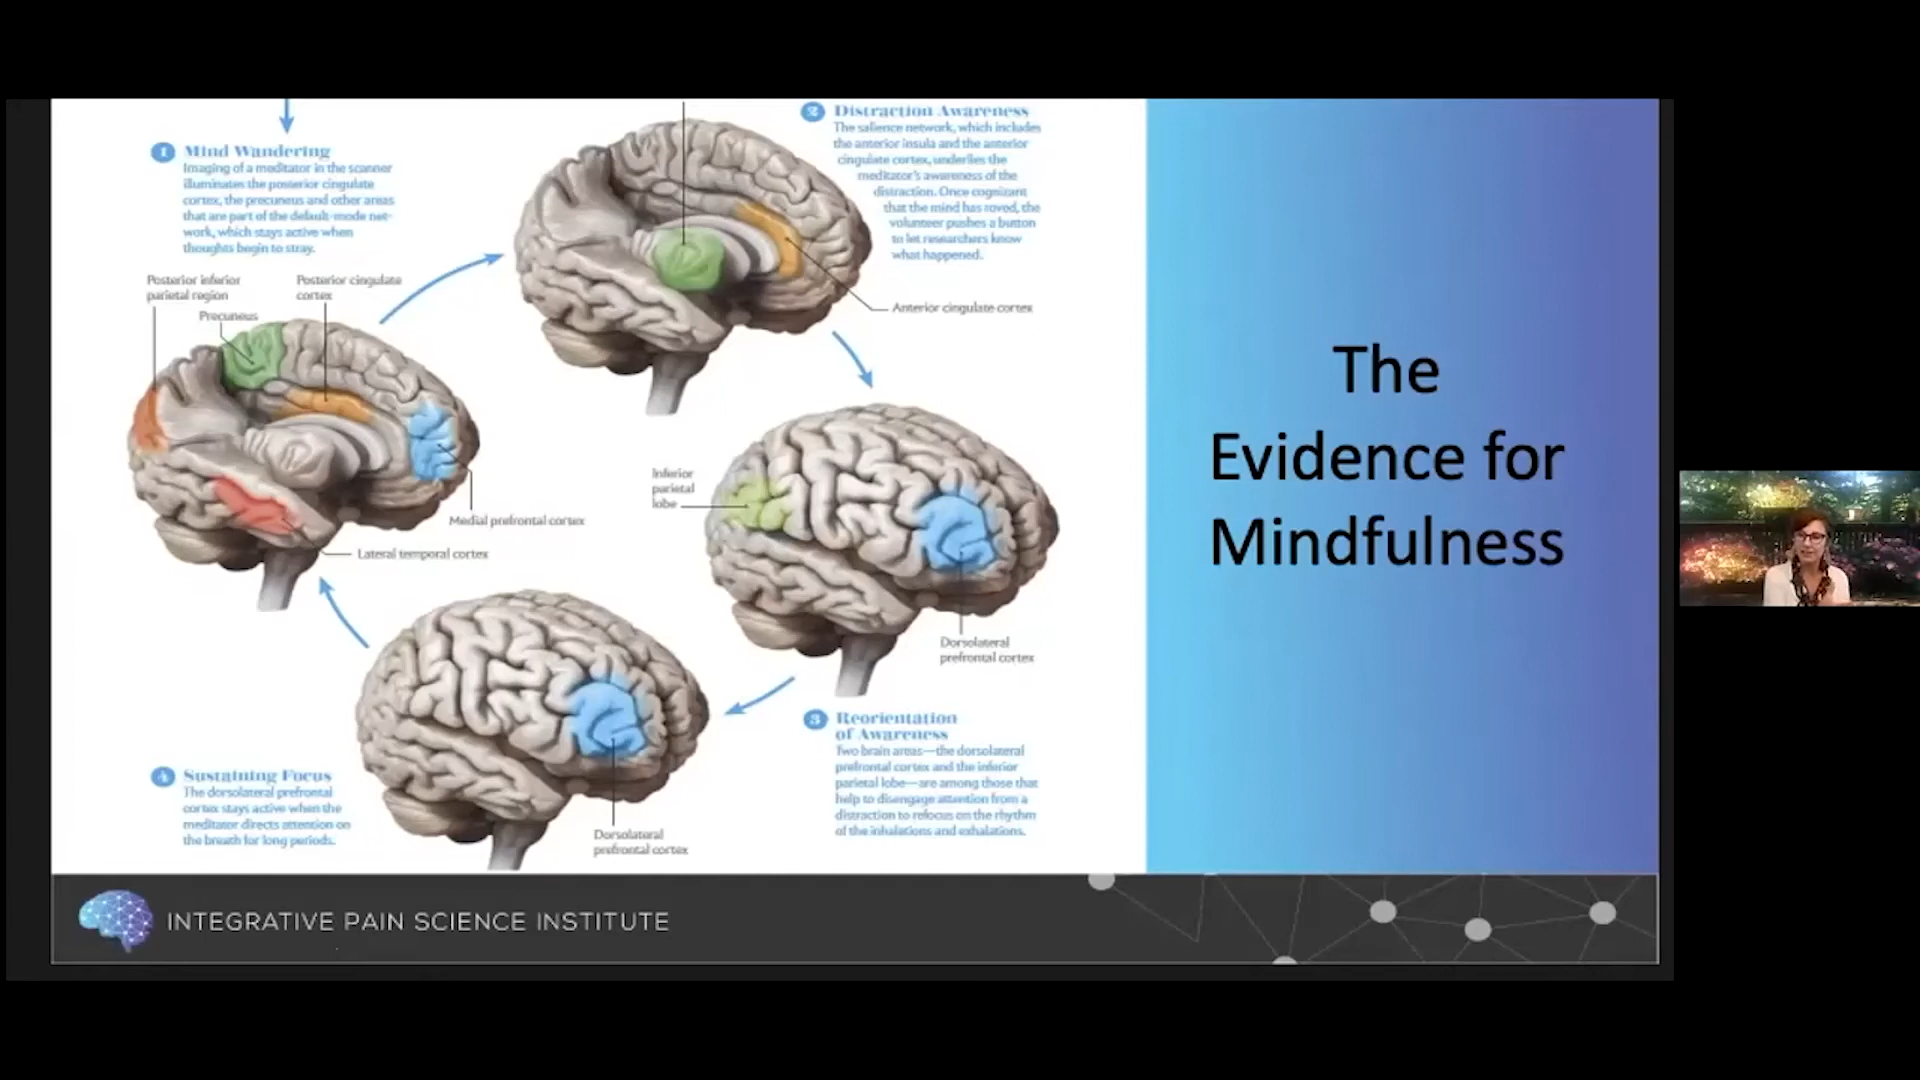 1 Mind Wandering
Imaging of a meditator in the scanner
illuminates the posterior cingulate
cortex, the precuneus and other areas
that are part of the default-mode net-
work, which stays active when
thoughts begin to stray.
2 Distraction Awareness
The salience network, which includes
the anterior insula and the anterior
cingulate cortex, underlies the
meditator's awareness of the
distraction. Once cognizant
that the mind has roved, the
volunteer pushes a button
to let researchers know
what happened.
Posterior inferior
parietal region
Posterior cingulate
cortex
Precuneus
Anterior cingulate cortex
Medial prefrontal cortex
Lateral temporal cortex
Inferior
parietal
lobe
Dorsolateral
prefrontal cortex
3 Reorientation
of Awareness
Two brain areas—the dorsolateral
prefrontal cortex and the inferior
parietal lobe—are among those that
help to disengage attention from a
distraction to refocus on the rhythm
of the inhalations and exhalations.
4 Sustaining Focus
The dorsolateral prefrontal
cortex stays active when the
meditator directs attention on
the breath for long periods.
Dorsolateral
prefrontal cortex
The
Evidence for
Mindfulness
INTEGRATIVE PAIN SCIENCE INSTITUTE